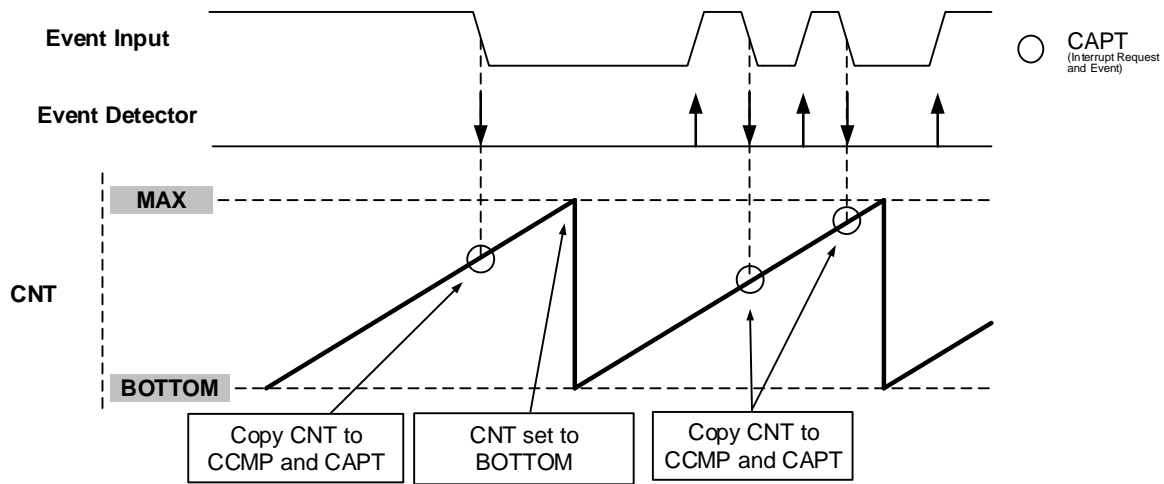 Event Input
CAPT
(Interrupt Request
and Event)
Event Detector
MAX
CNT
BOTTOM
Copy CNT to
CCMP and CAPT
CNT set to
BOTTOM
Copy CNT to
CCMP and CAPT